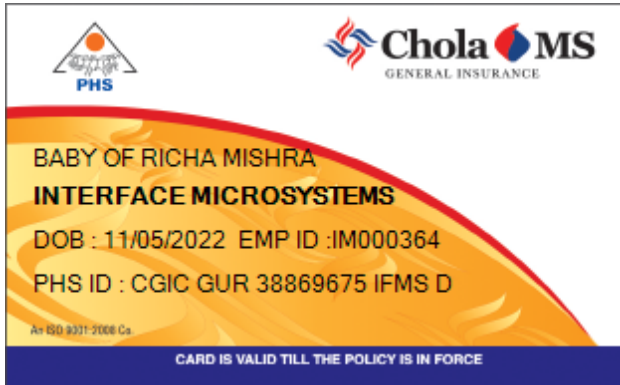 PHS
Chola MS
GENERAL INSURANCE
BABY OF RICHA MISHRA
INTERFACE MICROSYSTEMS
DOB : 11/05/2022 EMP ID :IM000364
PHS ID : CGIC GUR 38869675 IFMS D
An ISO 9001-2008 Co.
CARD IS VALID TILL THE POLICY IS IN FORCE